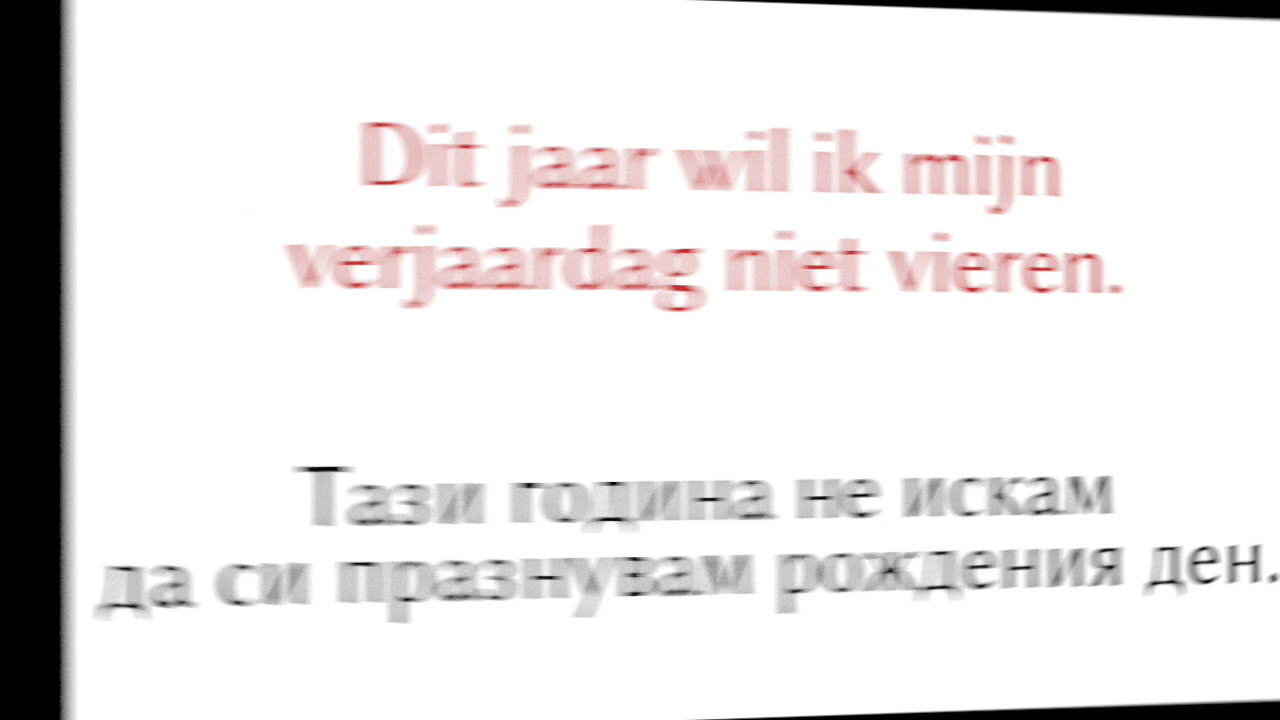 Dit jaar wil ik mijn
verjaardag niet vieren.
Тази година не искам
да си празнувам рождения ден.